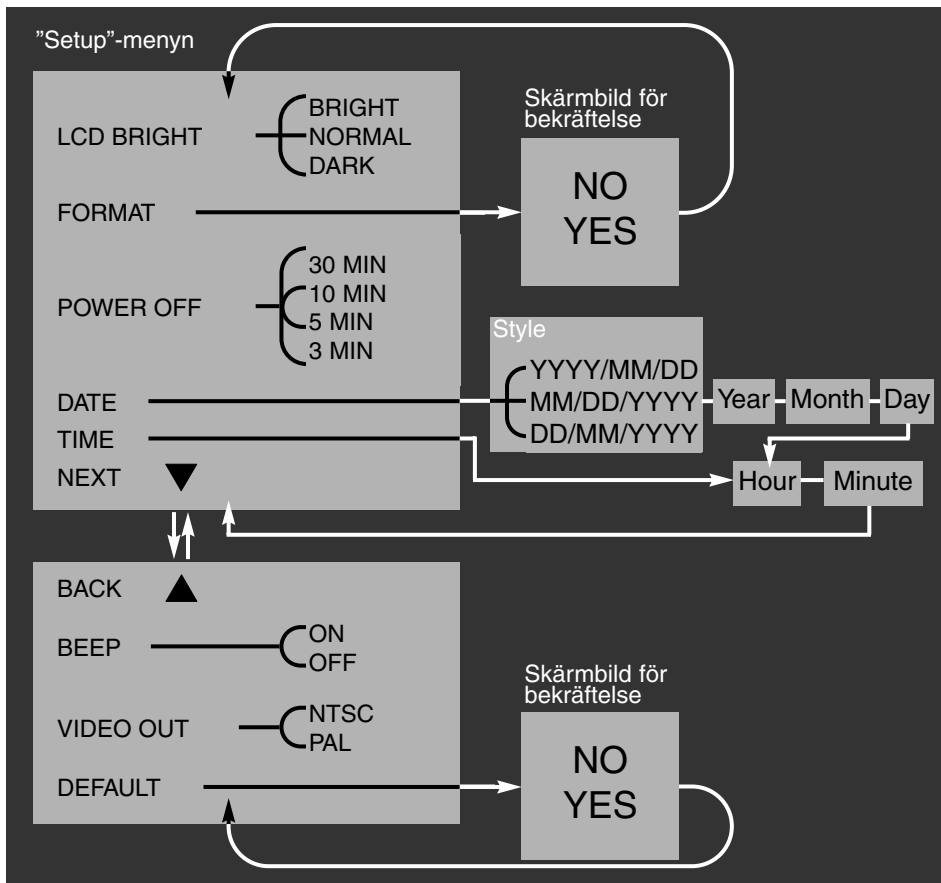 ”Setup”-menyn
LCD BRIGHT
BRIGHT
NORMAL
DARK
FORMAT
Skärmbild för
bekräftelse
NO
YES
POWER OFF
30 MIN
10 MIN
5 MIN
3 MIN
DATE
Style
YYYY/MM/DD
MM/DD/YYYY
DD/MM/YYYY
Year
Month
Day
TIME
Hour
Minute
NEXT
BACK
BEEP
ON
OFF
VIDEO OUT
NTSC
PAL
DEFAULT
Skärmbild för
bekräftelse
NO
YES